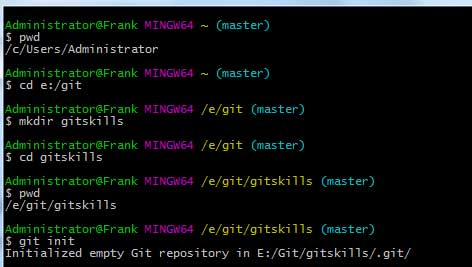 Administrator@Frank MINGW64 ~ (master)
$ pwd
/c/Users/Administrator
Administrator@Frank MINGW64 ~ (master)
$ cd e:/git
Administrator@Frank MINGW64 /e/git (master)
$ mkdir gitskills
Administrator@Frank MINGW64 /e/git (master)
$ cd gitskills
Administrator@Frank MINGW64 /e/git/gitskills (master)
$ pwd
/e/git/gitskills
Administrator@Frank MINGW64 /e/git/gitskills (master)
$ git init
Initialized empty Git repository in E:/Git/gitskills/.git/